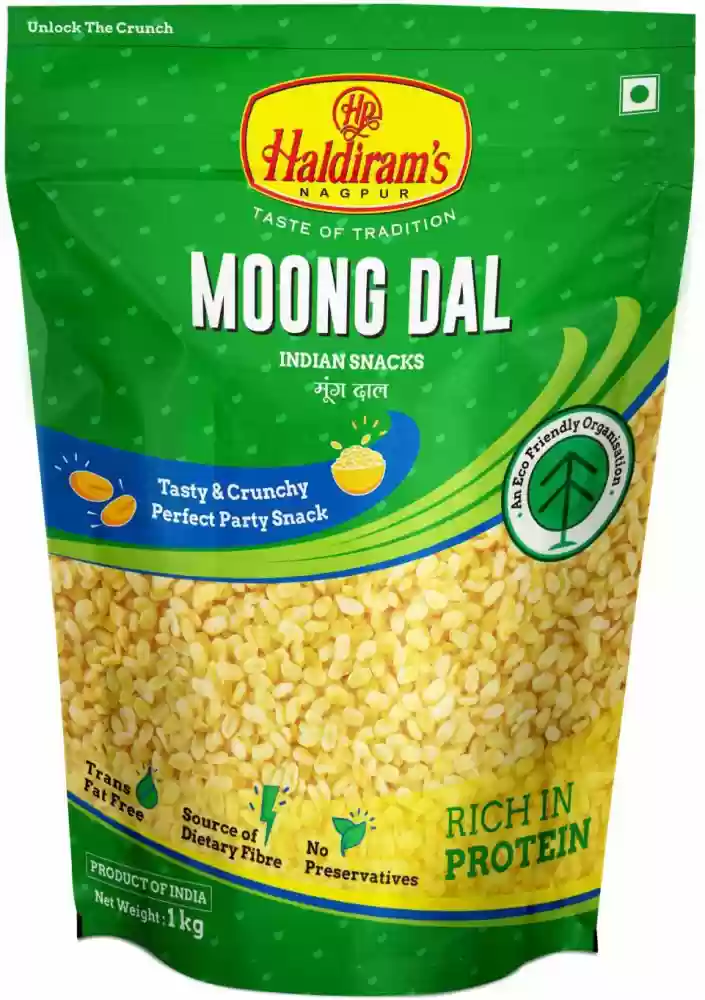 Unlock The Crunch
HR
Haldiram's
NAGPUR
TASTE OF TRADITION
MOONG DAL
INDIAN SNACKS
मूंग दाल
An Eco Friendly Organisation
Tasty & Crunchy
Perfect Party Snack
Trans
Fat Free
Source of
Dietary Fibre
No
Preservatives
RICH IN
PROTEIN
PRODUCT OF INDIA
Net Weight: 1 kg